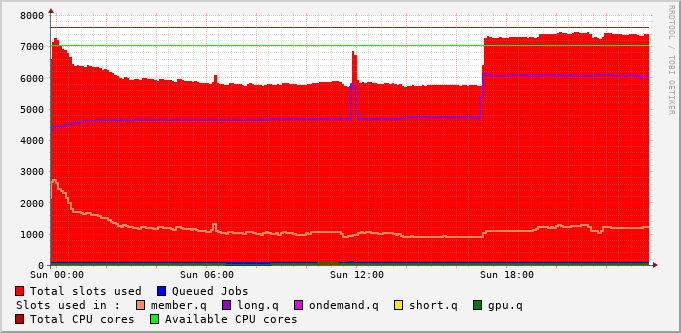 8000
7000
6000
5000
4000
3000
2000
1000
0
Sun 00:00 Sun 06:00 Sun 12:00 Sun 18:00
RRDTOOL / TOBI OETIKER
Total slots used Queued Jobs
Slots used in : member.q long.q ondemand.q short.q gpu.q
Total CPU cores Available CPU cores